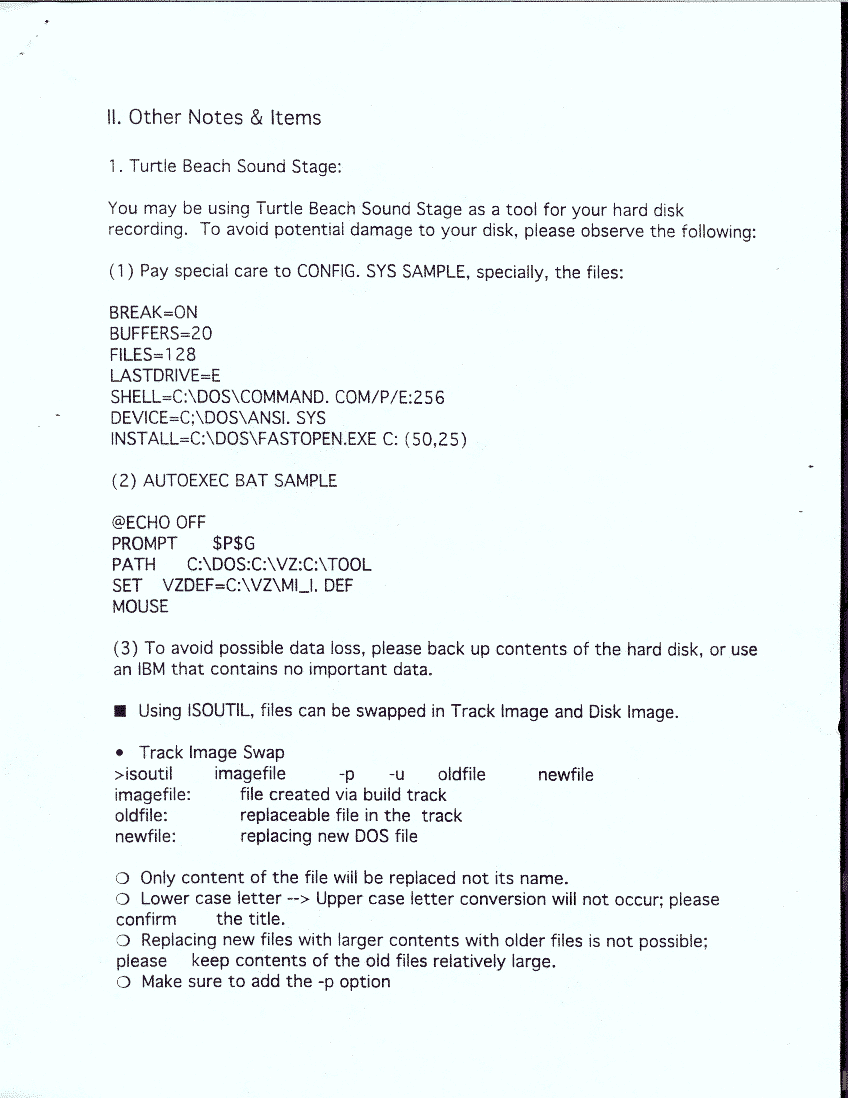 II. Other Notes & Items
1. Turtle Beach Sound Stage:
You may be using Turtle Beach Sound Stage as a tool for your hard disk
recording.  To avoid potential damage to your disk, please observe the following:
(1) Pay special care to CONFIG. SYS SAMPLE, specially, the files:
BREAK=ON
BUFFERS=20
FILES=128
LASTDRIVE=E
SHELL=C:\DOS\COMMAND. COM/P/E:256
DEVICE=C;\DOS\ANSI. SYS
INSTALL=C:\DOS\FASTOPEN.EXE C: (50,25)
(2) AUTOEXEC BAT SAMPLE
@ECHO OFF
PROMPT    $P$G
PATH    C:\DOS:C:\VZ:C:\TOOL
SET   VZDEF=C:\VZ\MI_I. DEF
MOUSE
(3) To avoid possible data loss, please back up contents of the hard disk, or use
an IBM that contains no important data.
■  Using ISOUTIL, files can be swapped in Track Image and Disk Image.
•  Track Image Swap
>isoutil     imagefile     -p     -u     oldfile     newfile
imagefile:     file created via build track
oldfile:     replaceable file in the  track
newfile:     replacing new DOS file
❍  Only content of the file will be replaced not its name.
❍  Lower case letter --> Upper case letter conversion will not occur; please
confirm     the title.
❍  Replacing new files with larger contents with older files is not possible;
please   keep contents of the old files relatively large.
❍  Make sure to add the -p option